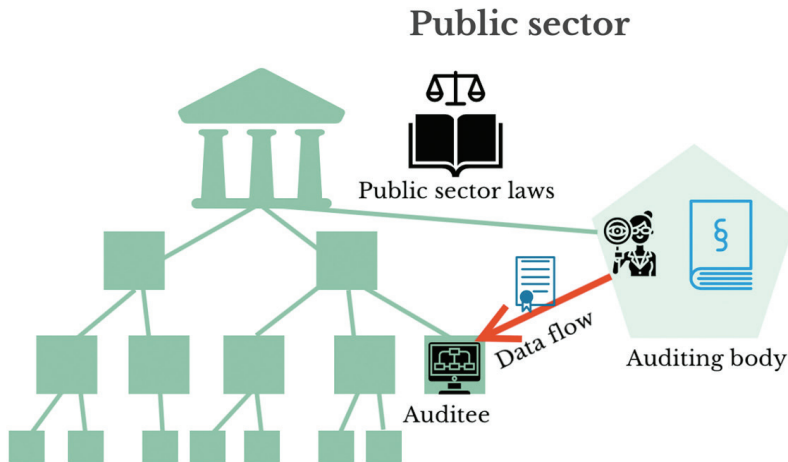 Public sector
Public sector laws
§
Data flow
Auditing body
Auditee